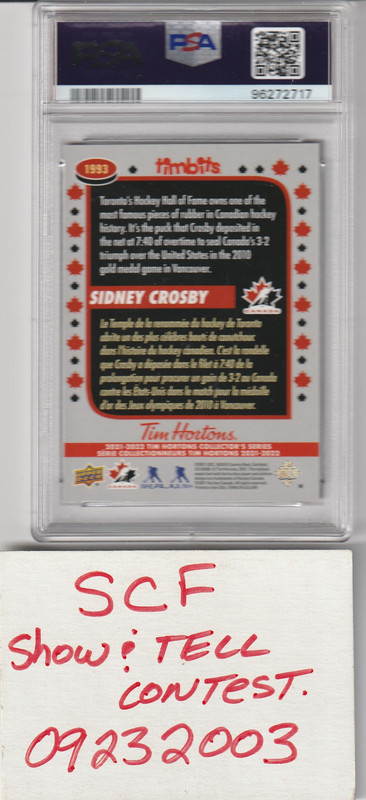 PSA
PSA
96272717
1993
timbits
Toronto's Hockey Hall of Fame owns one of the
most famous pieces of rubber in Canadian hockey
history. It's the puck that Crosby deposited in
the net at 7:40 of overtime to seal Canada's 3-2
triumph over the United States in the 2010
gold medal game in Vancouver.
SIDNEY CROSBY
CANADA
Le Temple de la renommée du hockey de Toronto
abrite un des plus célèbres bouts de caoutchouc
dans l'histoire du hockey canadien. C'est la rondelle
que Crosby a déposée dans le filet à 7:40 de la
prolongation pour procurer un gain de 3-2 au Canada
contre les États-Unis dans le match pour la médaille
d'or des Jeux olympiques de 2010 à Vancouver.
Tim Hortons.
2021-2022 TIM HORTONS COLLECTOR'S SERIES
SÉRIE COLLECTIONNEURS TIM HORTONS 2021-2022
UPPER DECK
CANADA
SCF
Show & TELL
CONTEST.
09232003